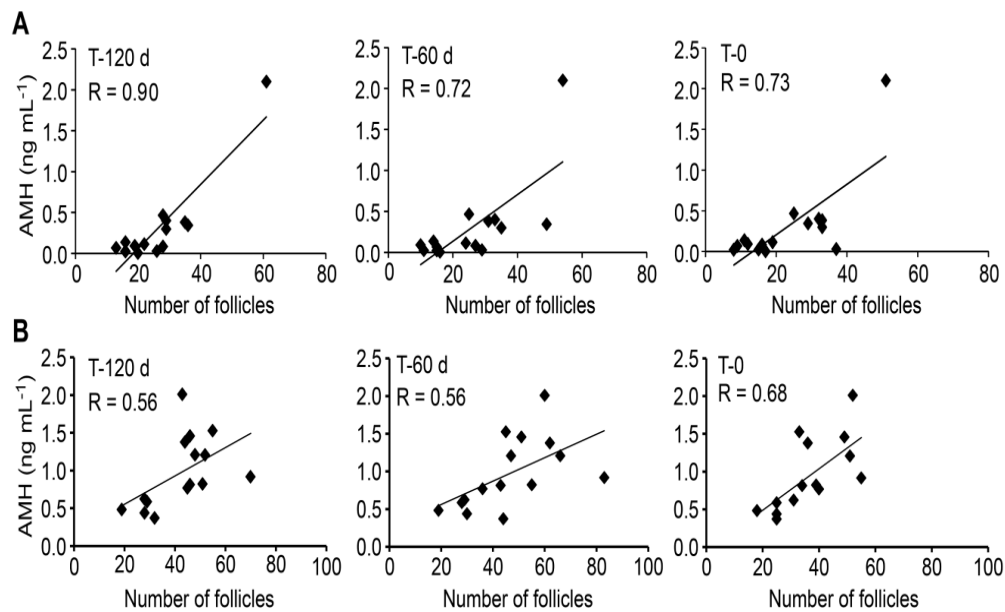 A
T-120 d
R = 0.90
T-60 d
R = 0.72
T-0
R = 0.73
AMH (ng mL⁻¹)
2.5
2.0
1.5
1.0
0.5
0.0
2.5
2.0
1.5
1.0
0.5
0.0
2.5
2.0
1.5
1.0
0.5
0.0
0 20 40 60 80
0 20 40 60 80
0 20 40 60 80
Number of follicles
Number of follicles
Number of follicles
B
T-120 d
R = 0.56
T-60 d
R = 0.56
T-0
R = 0.68
AMH (ng mL⁻¹)
2.5
2.0
1.5
1.0
0.5
0.0
2.5
2.0
1.5
1.0
0.5
0.0
2.5
2.0
1.5
1.0
0.5
0.0
0 20 40 60 80 100
0 20 40 60 80 100
0 20 40 60 80 100
Number of follicles
Number of follicles
Number of follicles